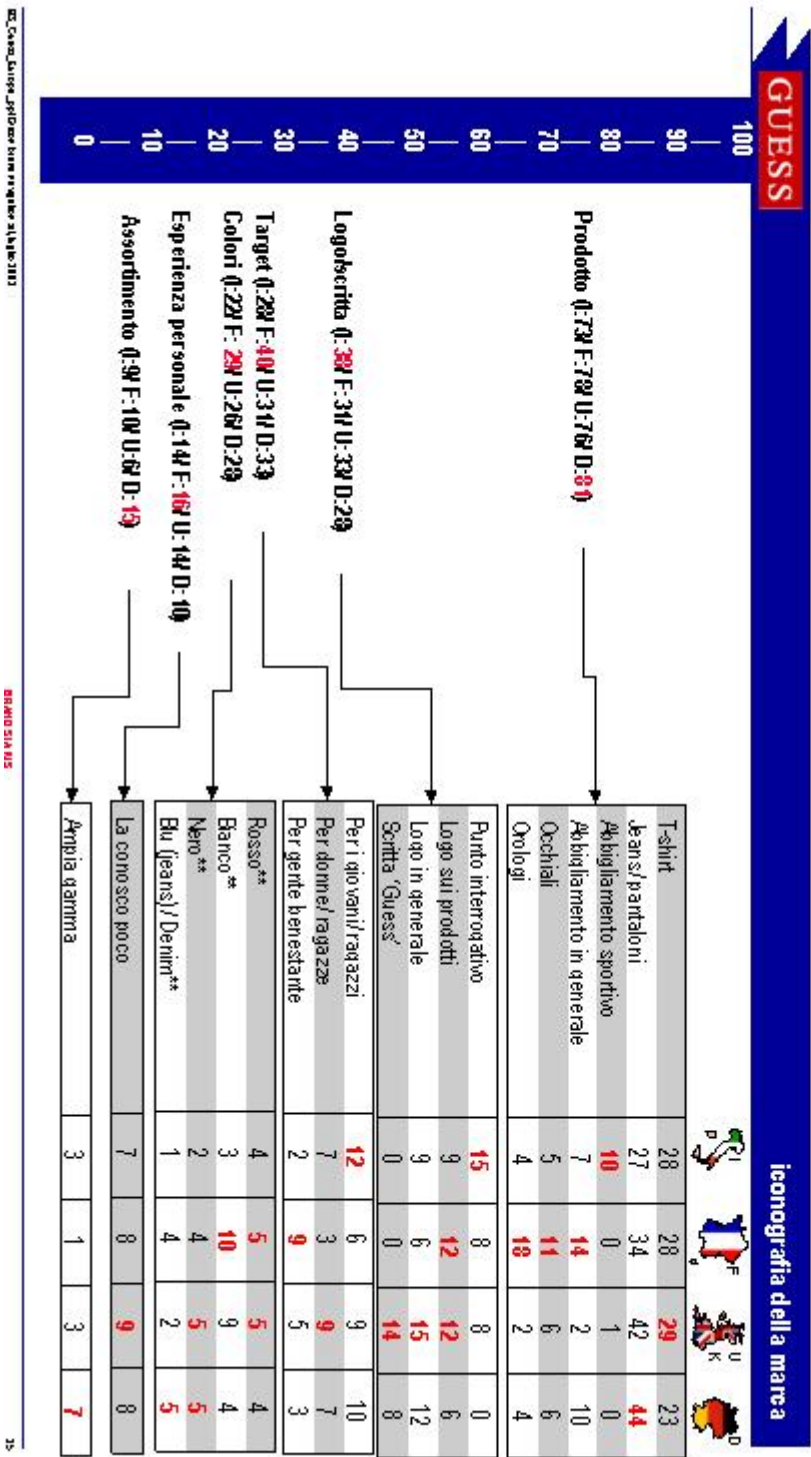 GUESS
iconografia della marca
100
90
80
70
60
50
40
30
20
10
0
Prodotto (I:73/ F:78/ U:76/ D:81)
Logo/scritta (I:38/ F:31/ U:33/ D:28)
Target (I:28/ F:40/ U:31/ D:33)
Colori (I:22/ F: 29/ U:26/ D:28)
Esperienza personale (I:14/ F:16/ U: 14/ D: 10)
Assortimento (I:9/ F:10/ U:6/ D: 15)
I F UK D
T-shirt 28 28 29 23
Jeans/pantaloni 27 34 42 44
Abbigliamento sportivo 10 0 1 0
Abbigliamento in generale 7 14 2 10
Occhiali 5 11 6 6
Orologi 4 18 2 4
Punto interrogativo 15 8 8 0
Logo sui prodotti 9 12 12 6
Logo in generale 9 6 15 12
Scritta 'Guess' 0 0 14 8
Per i giovani/ragazzi 12 6 9 10
Per donne/ragazze 7 3 9 7
Per gente benestante 2 9 5 3
Rosso** 4 5 5 4
Bianco** 3 10 9 4
Nero** 2 4 5 5
Blu (jeans)/ Denim** 1 4 2 5
La conosco poco 7 8 9 8
Ampia gamma 3 1 3 7